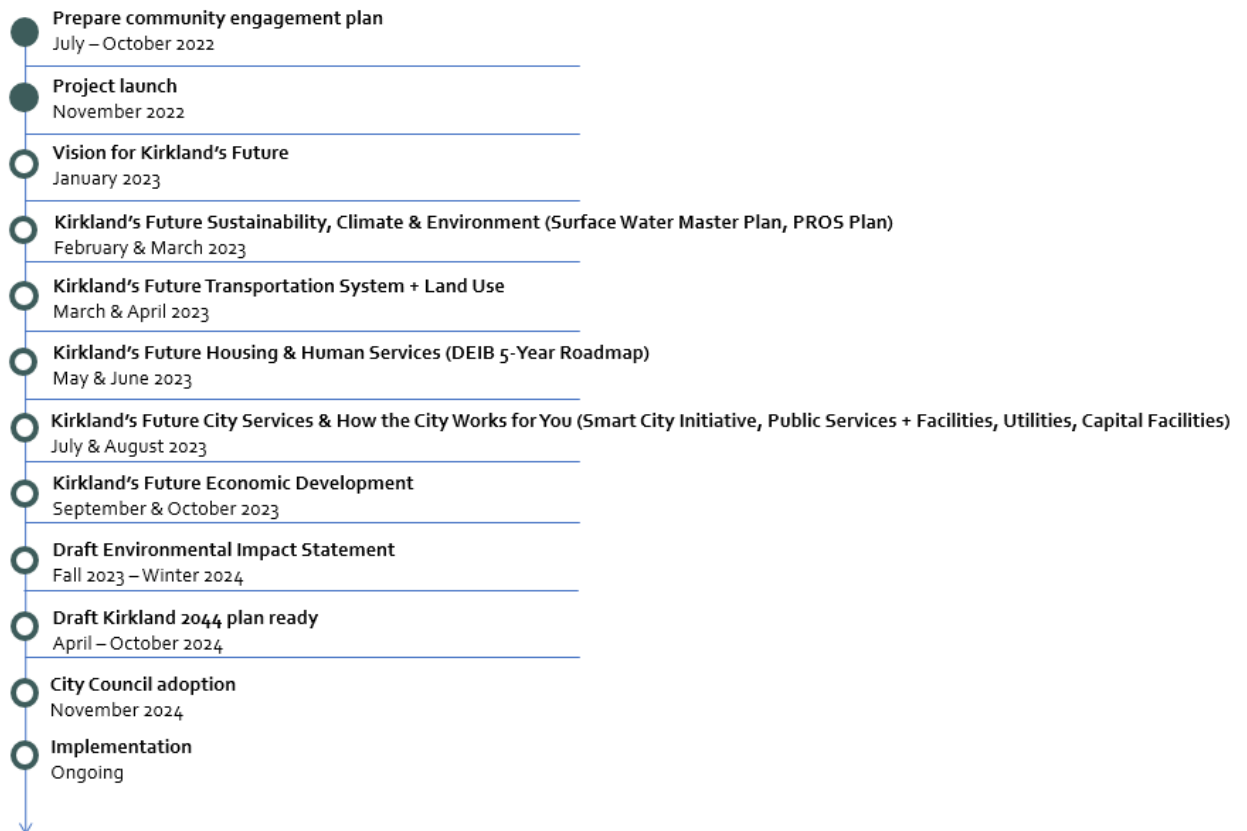 Prepare community engagement plan
July – October 2022
Project launch
November 2022
Vision for Kirkland's Future
January 2023
Kirkland's Future Sustainability, Climate & Environment (Surface Water Master Plan, PROS Plan)
February & March 2023
Kirkland's Future Transportation System + Land Use
March & April 2023
Kirkland's Future Housing & Human Services (DEIB 5-Year Roadmap)
May & June 2023
Kirkland's Future City Services & How the City Works for You (Smart City Initiative, Public Services + Facilities, Utilities, Capital Facilities)
July & August 2023
Kirkland's Future Economic Development
September & October 2023
Draft Environmental Impact Statement
Fall 2023 – Winter 2024
Draft Kirkland 2044 plan ready
April – October 2024
City Council adoption
November 2024
Implementation
Ongoing